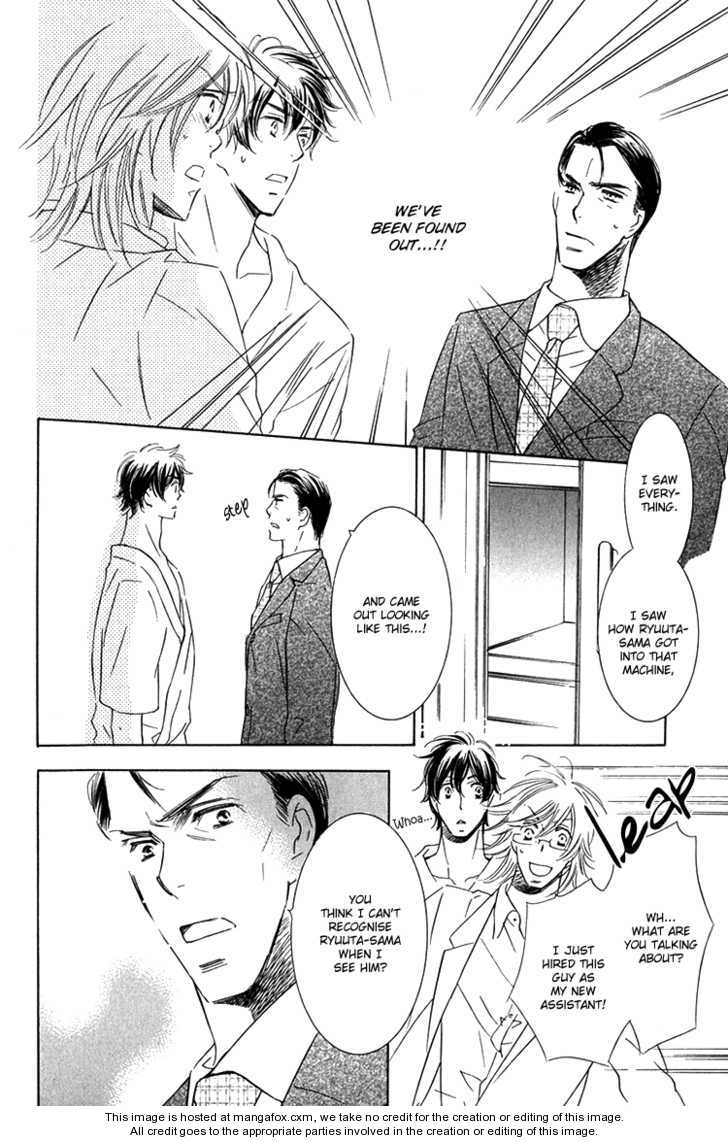 WE'VE
BEEN FOUND
OUT...!!
I SAW
EVERY-
THING.
I SAW
HOW RYUUTA-
SAMA GOT
INTO THAT
MACHINE,
AND CAME
OUT LOOKING
LIKE THIS...!
step
leap
WH...
WHAT ARE
YOU TALKING
ABOUT?
I JUST
HIRED THIS
GUY AS
MY NEW
ASSISTANT!
Whoa...
YOU
THINK I CAN'T
RECOGNISE
RYUUTA-SAMA
WHEN I
SEE HIM?
This image is hosted at mangafox.cxm, we take no credit for the creation or editing of this image.
All credit goes to the appropriate parties involved in the creation or editing of this image.